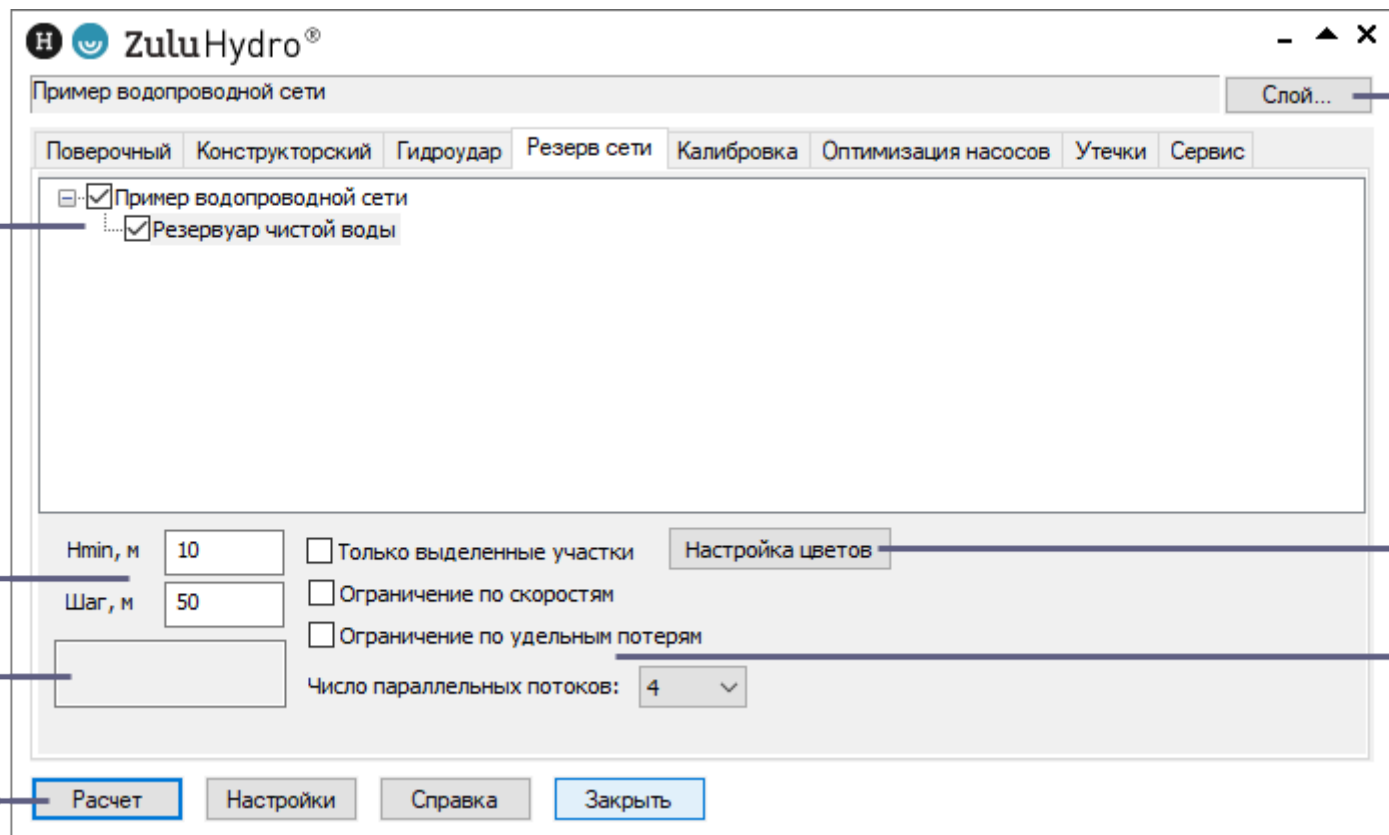 H ZuluHydro®
Пример водопроводной сети Слой...
Поверочный Конструкторский Гидроудар Резерв сети Калибровка Оптимизация насосов Утечки Сервис
Пример водопроводной сети
Резервуар чистой воды
Hmin, м 10 Только выделенные участки Настройка цветов
Шаг, м 50 Ограничение по скоростям
Ограничение по удельным потерям
Число параллельных потоков: 4
Расчет Настройки Справка Закрыть